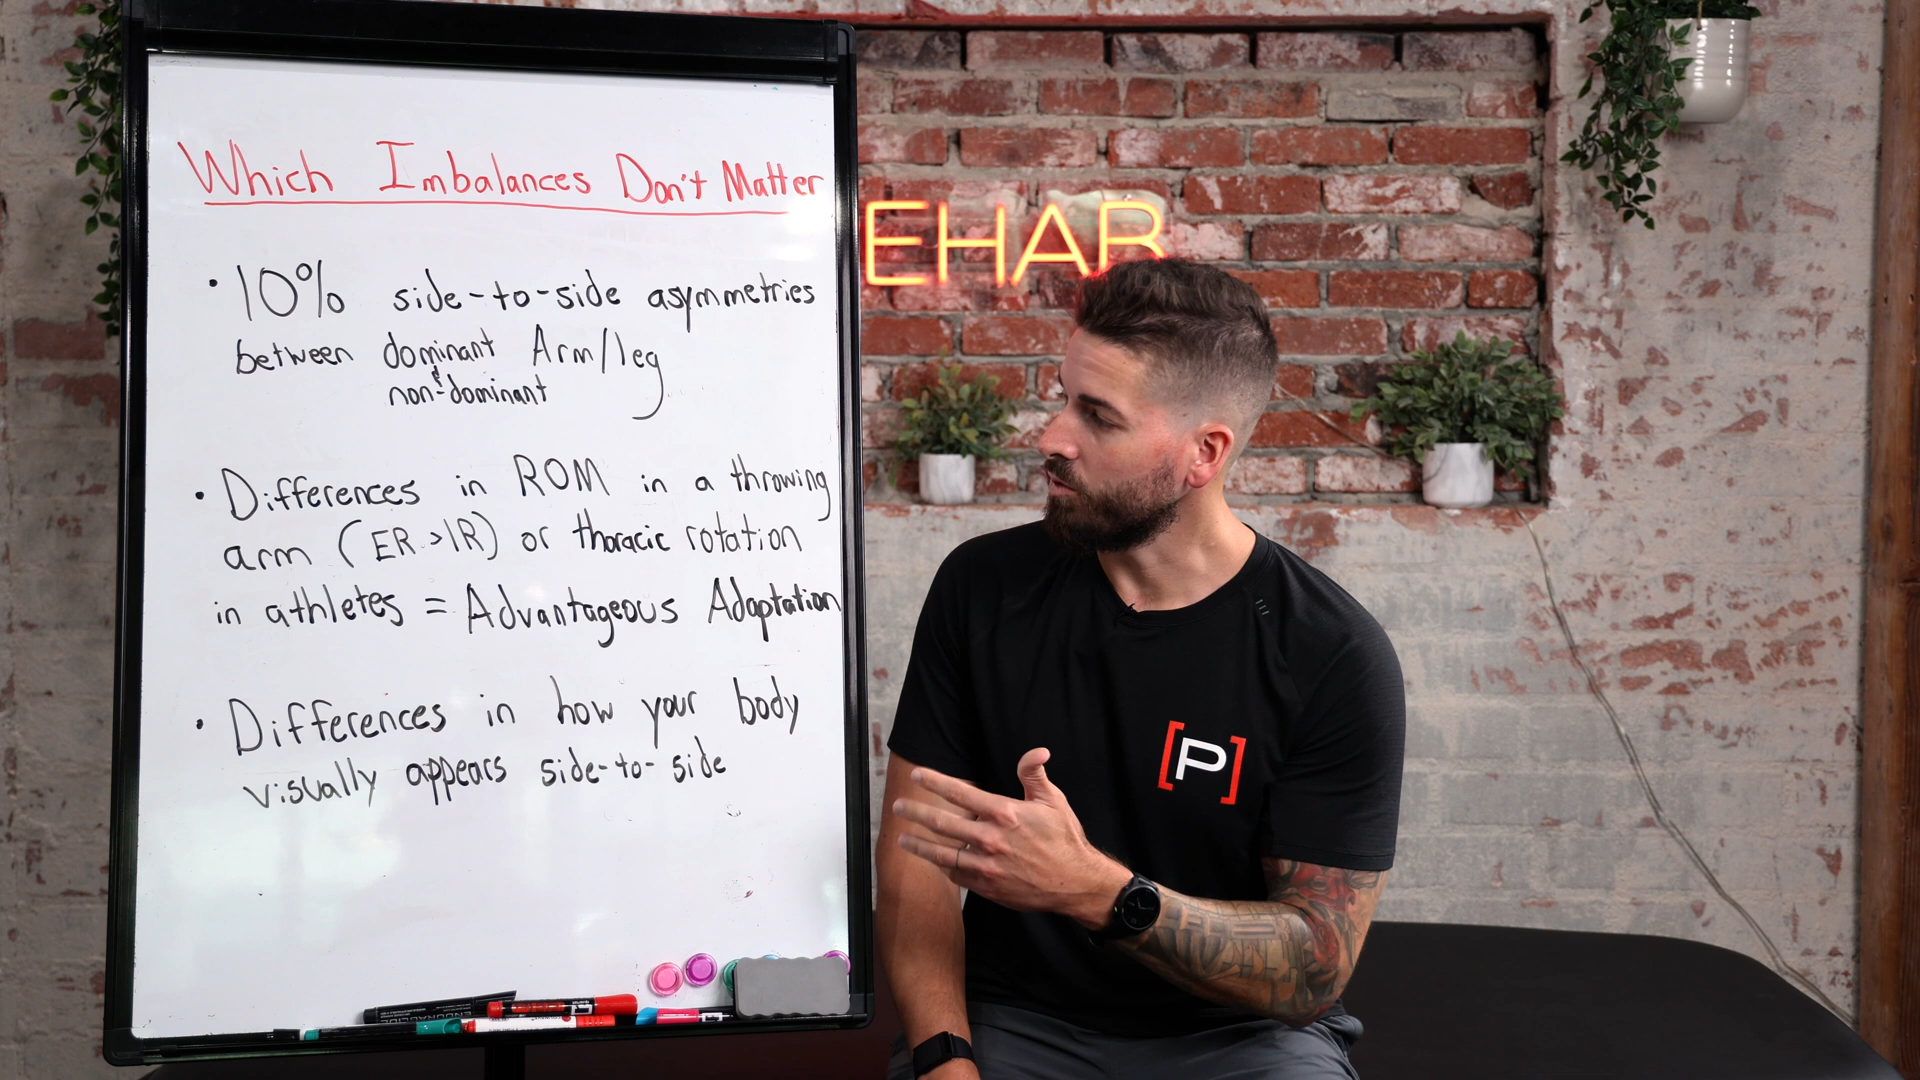 Which Imbalances Don't Matter
• 10% side-to-side asymmetries
between dominant Arm/leg
&
non-dominant
• Differences in ROM in a throwing
arm (ER > IR) or thoracic rotation
in athletes = Advantageous Adaptation
• Differences in how your body
visually appears side-to-side
EHAB
[P]